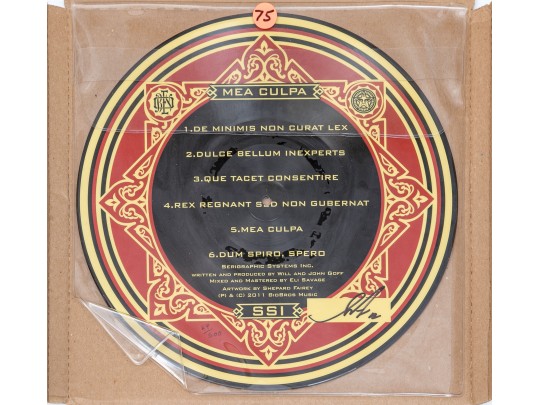 75
MEA CULPA
1.DE MINIMIS NON CURAT LEX
2.DULCE BELLUM INEXPERTS
3.QUE TACET CONSENTIRE
4.REX REGNANT SED NON GUBERNAT
5.MEA CULPA
6.DUM SPIRO, SPERO
SERIGRAPHIC SYSTEMS INC.
WRITTEN AND PRODUCED BY WILL AND JOHN GOFF
MIXED AND MASTERED BY ELI SAVAGE
ARTWORK BY SHEPARD FAIREY
(P) & (C) 2011 BIGBROS MUSIC
SSI